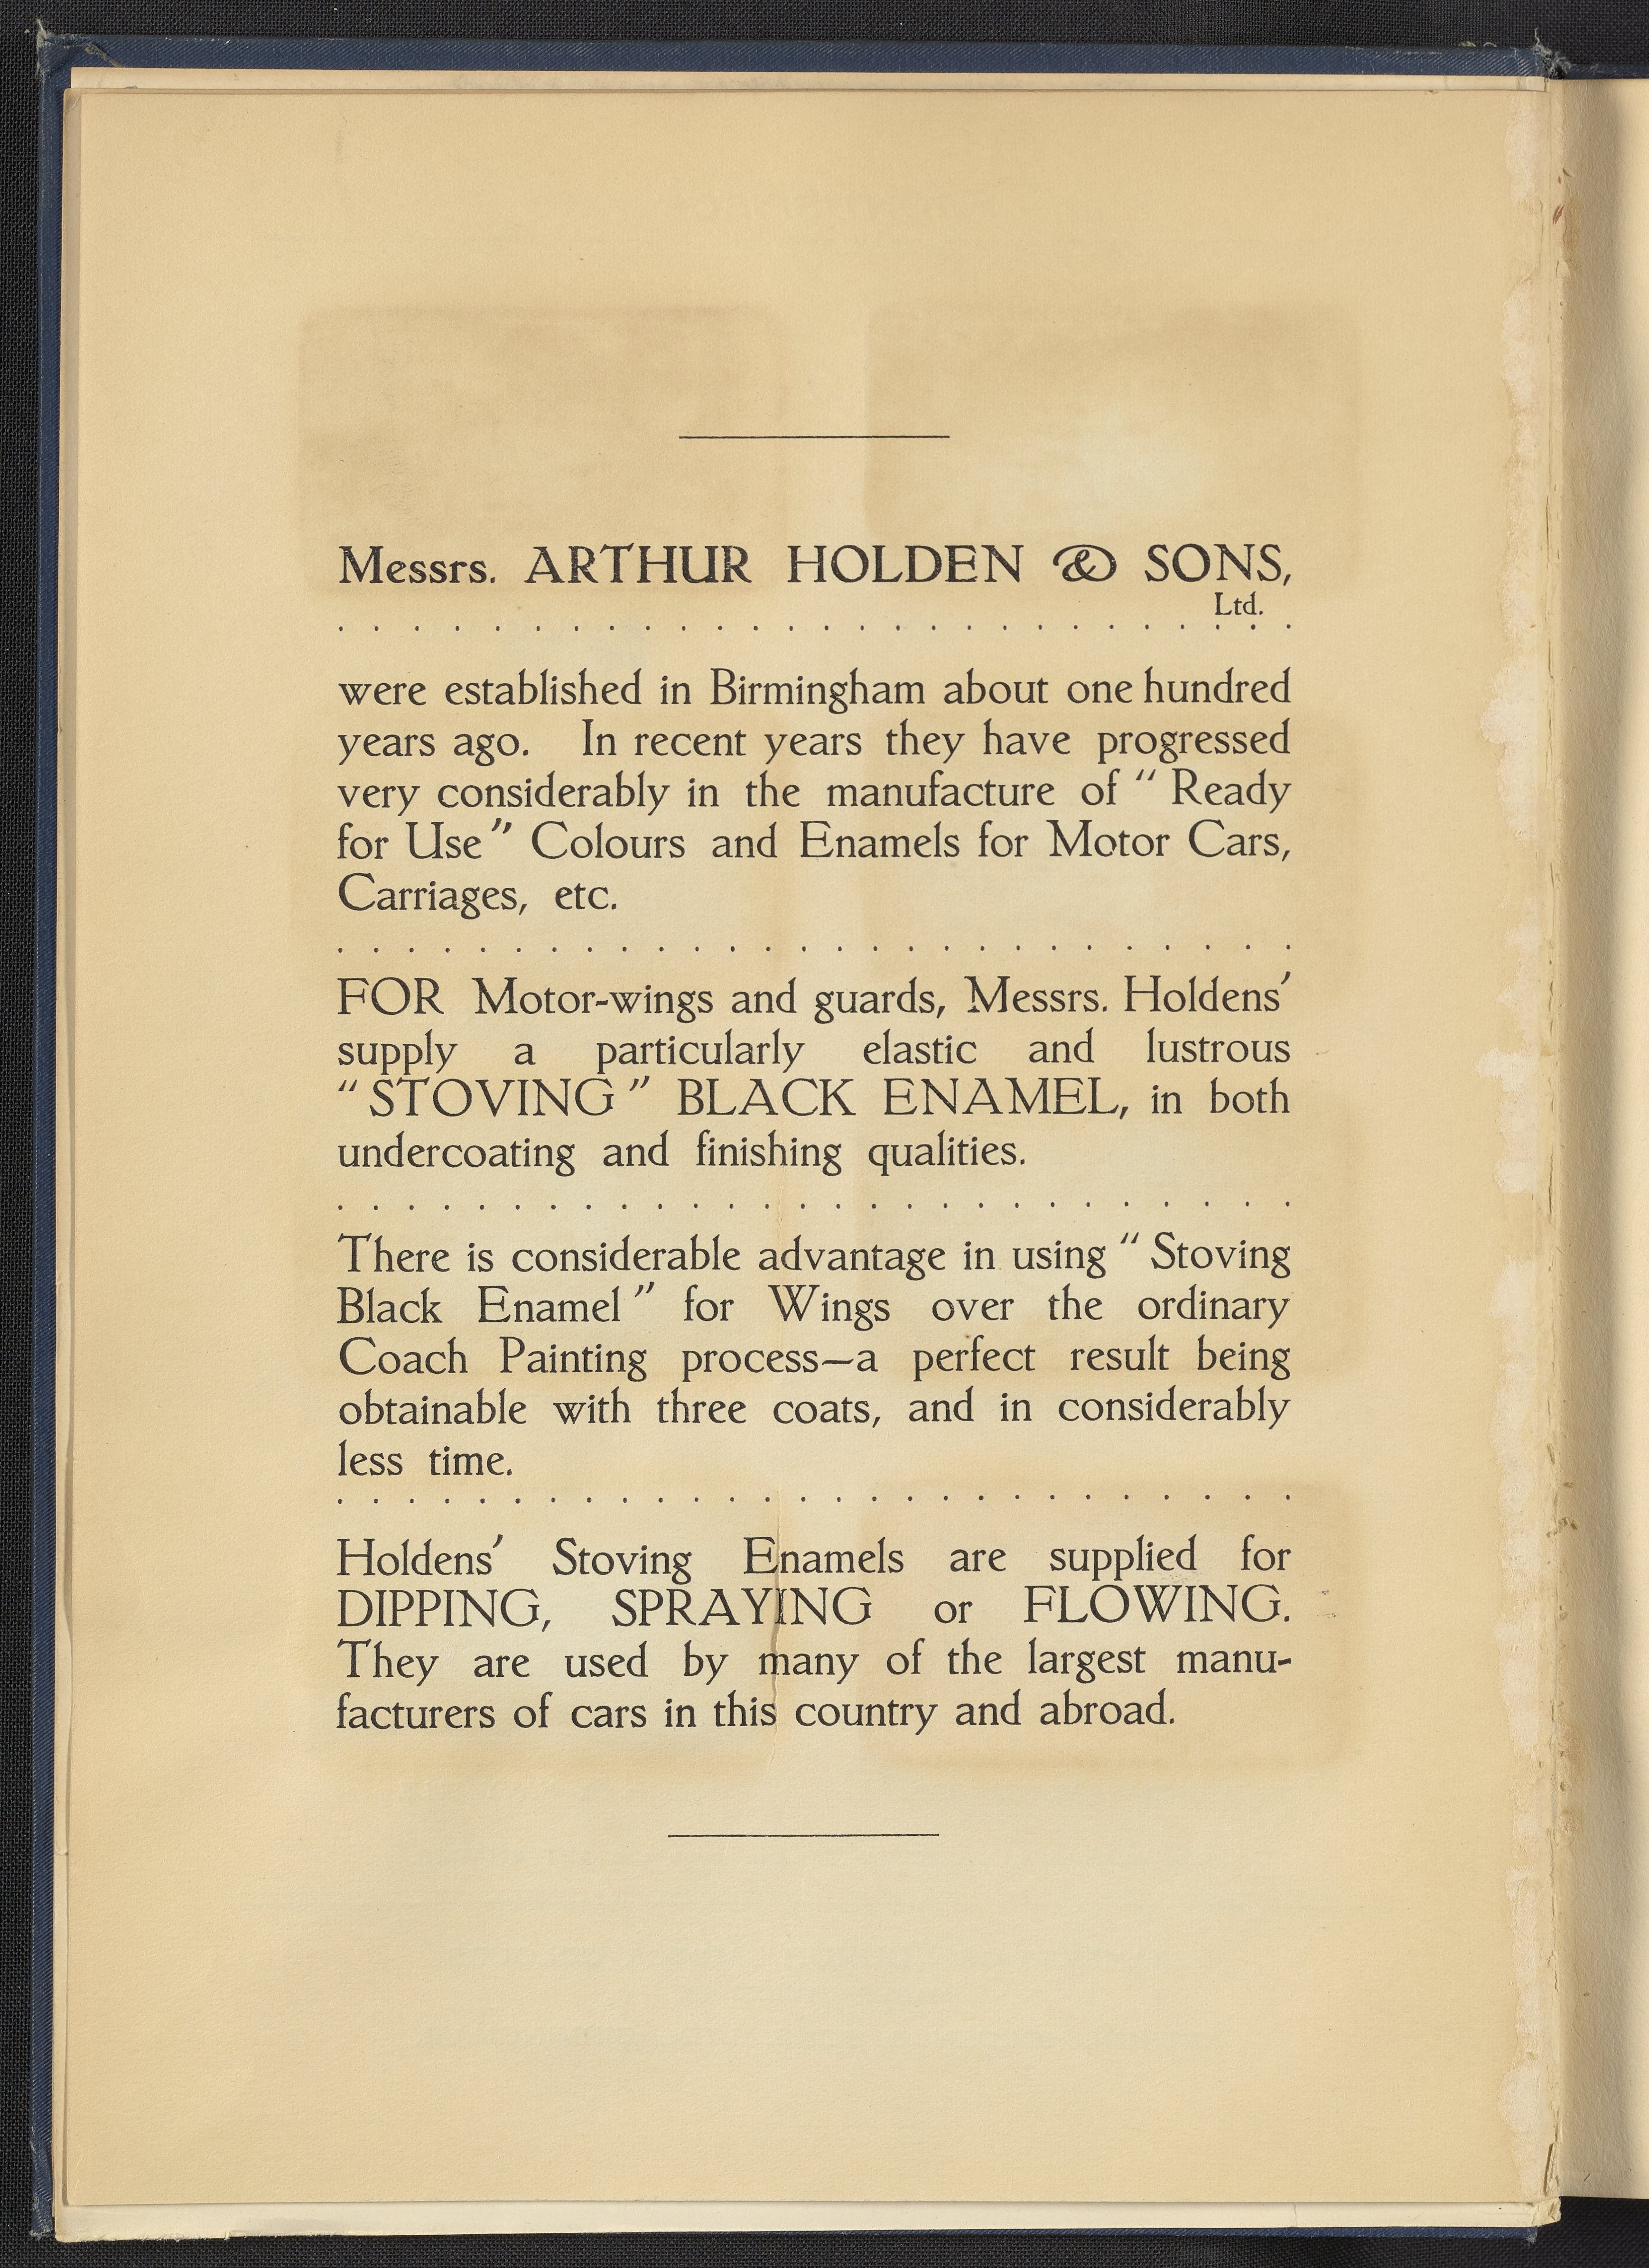 Messrs. ARTHUR HOLDEN & SONS,
Ltd.
were established in Birmingham about one hundred
years ago. In recent years they have progressed
very considerably in the manufacture of “ Ready
for Use ” Colours and Enamels for Motor Cars,
Carriages, etc.
FOR Motor-wings and guards, Messrs. Holdens’
supply a particularly elastic and lustrous
“ STOVING ” BLACK ENAMEL, in both
undercoating and finishing qualities.
There is considerable advantage in using “ Stoving
Black Enamel ” for Wings over the ordinary
Coach Painting process—a perfect result being
obtainable with three coats, and in considerably
less time.
Holdens’ Stoving Enamels are supplied for
DIPPING, SPRAYING or FLOWING.
They are used by many of the largest manu-
facturers of cars in this country and abroad.